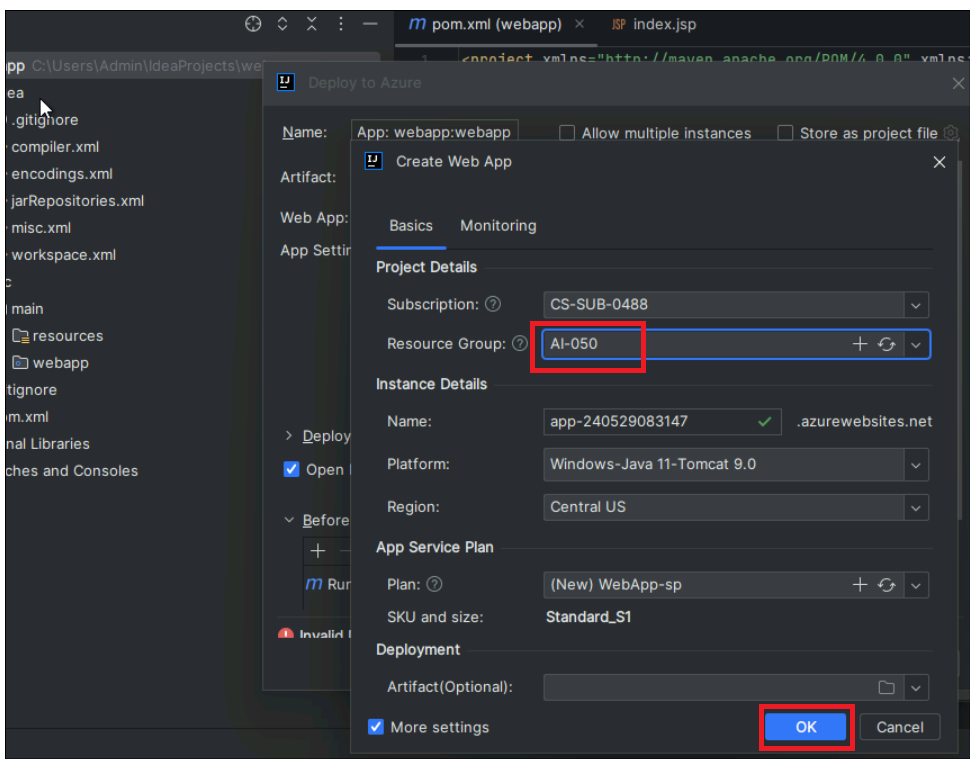 pom.xml (webapp)
index.jsp
app C:\Users\Admin\IdeaProjects\we
1 <project xmlns="http://maven.apache.org/POM/4.0.0" xmlns:
Deploy to Azure
ea
.gitignore
compiler.xml
encodings.xml
jarRepositories.xml
misc.xml
workspace.xml
c
main
resources
webapp
tignore
om.xml
nal Libraries
ches and Consoles
Name: App: webapp:webapp Allow multiple instances Store as project file
Artifact:
Web App:
App Settin
Deploy
Open
Before
Run
Invalid
Create Web App
Basics Monitoring
Project Details
Subscription: CS-SUB-0488
Resource Group: AI-050
Instance Details
Name: app-240529083147 .azurewebsites.net
Platform: Windows-Java 11-Tomcat 9.0
Region: Central US
App Service Plan
Plan: (New) WebApp-sp
SKU and size: Standard_S1
Deployment
Artifact(Optional):
More settings OK Cancel